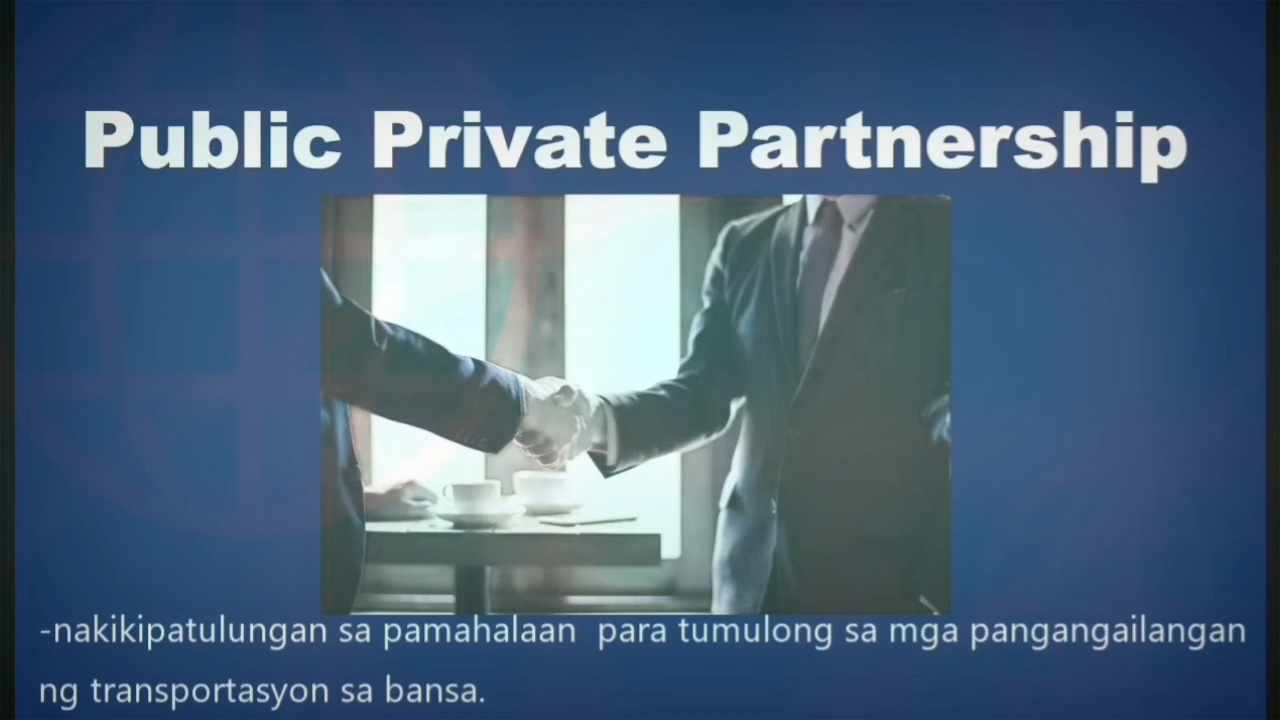 Public Private Partnership
-nakikipatulungan sa pamahalaan para tumulong sa mga pangangailangan
ng transportasyon sa bansa.